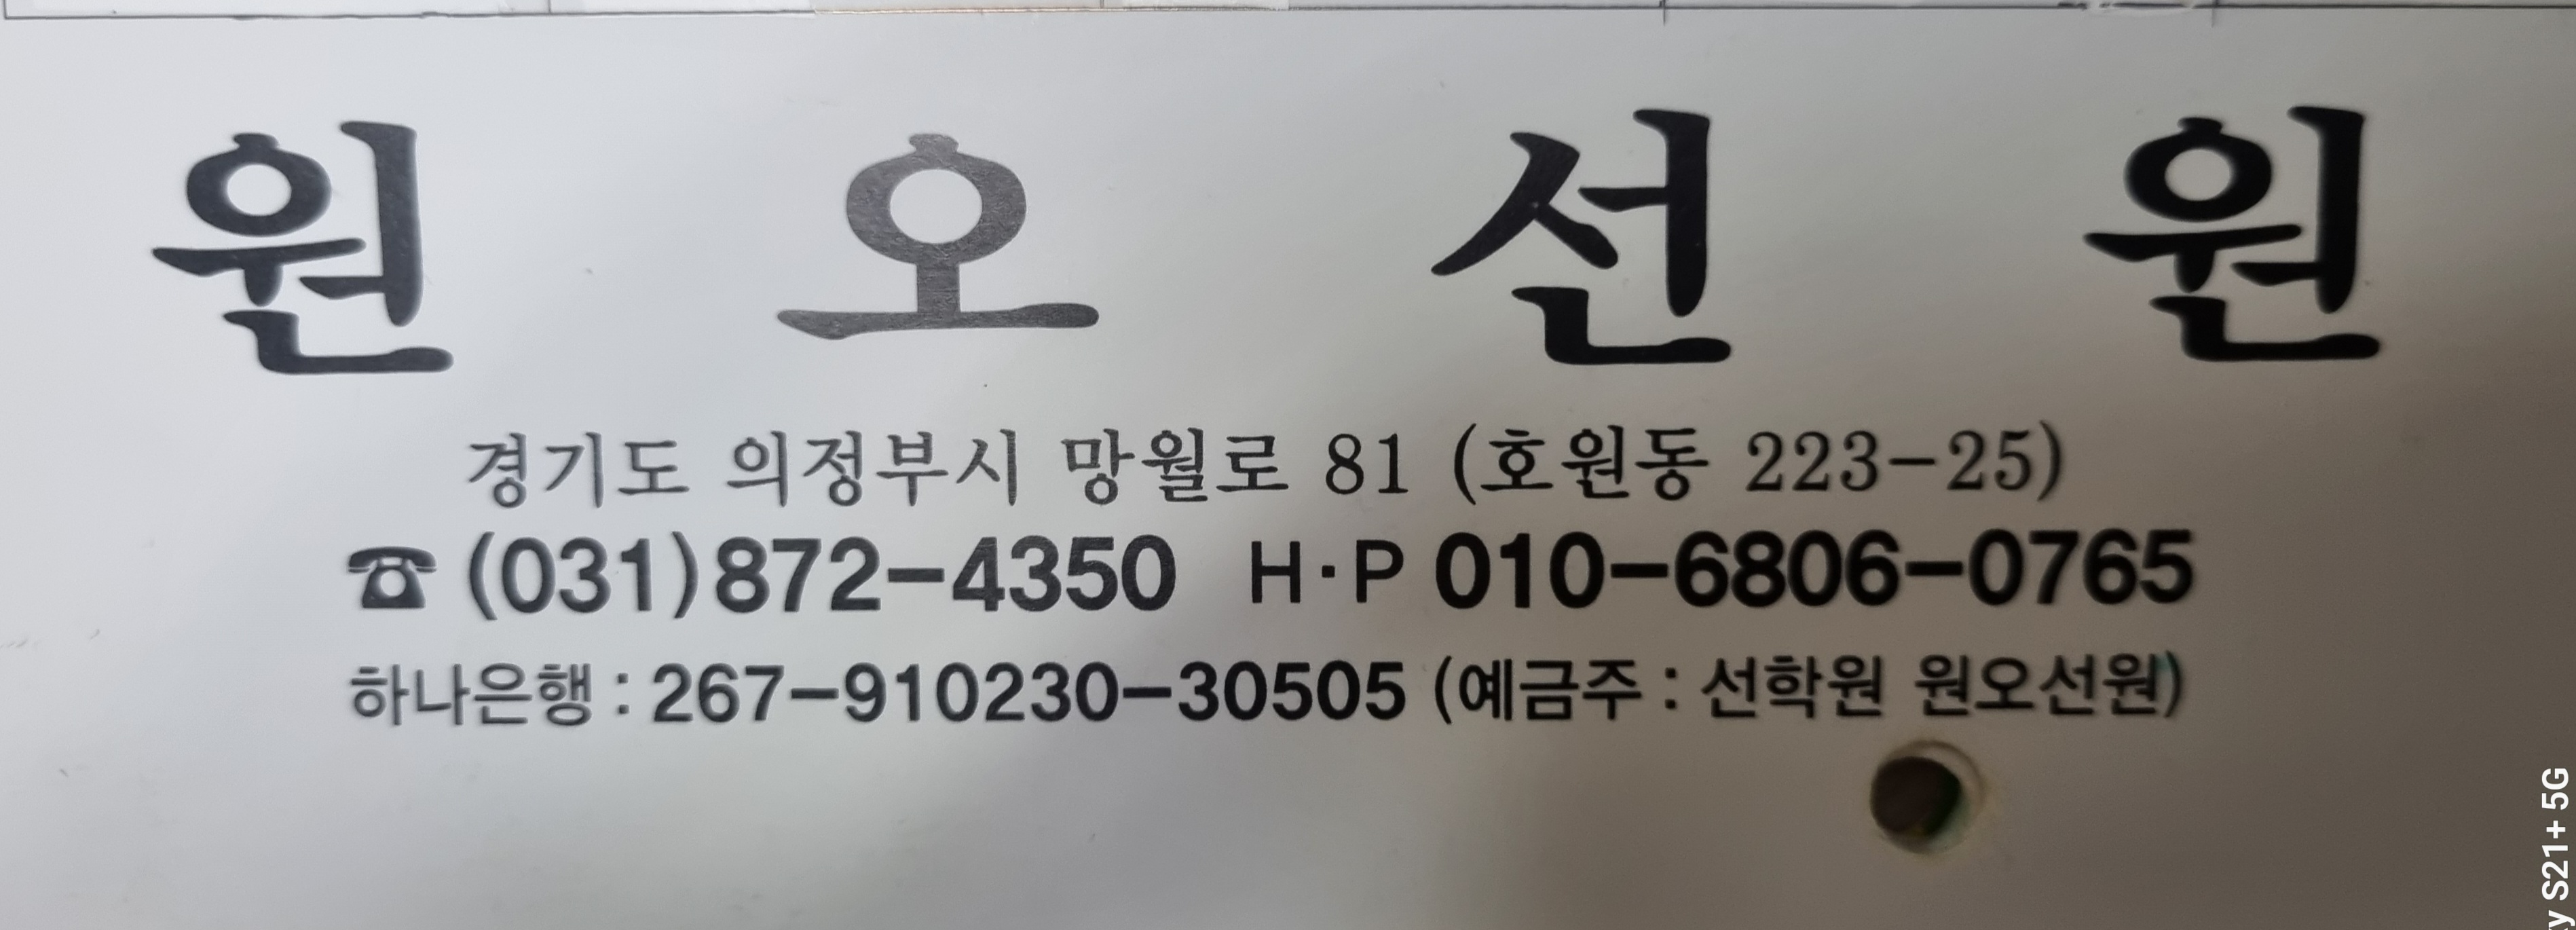 원 오 선 원
경기도 의정부시 망월로 81 (호원동 223-25)
☎ (031)872-4350 H·P 010-6806-0765
하나은행 : 267-910230-30505 (예금주 : 선학원 원오선원)
S21+ 5G